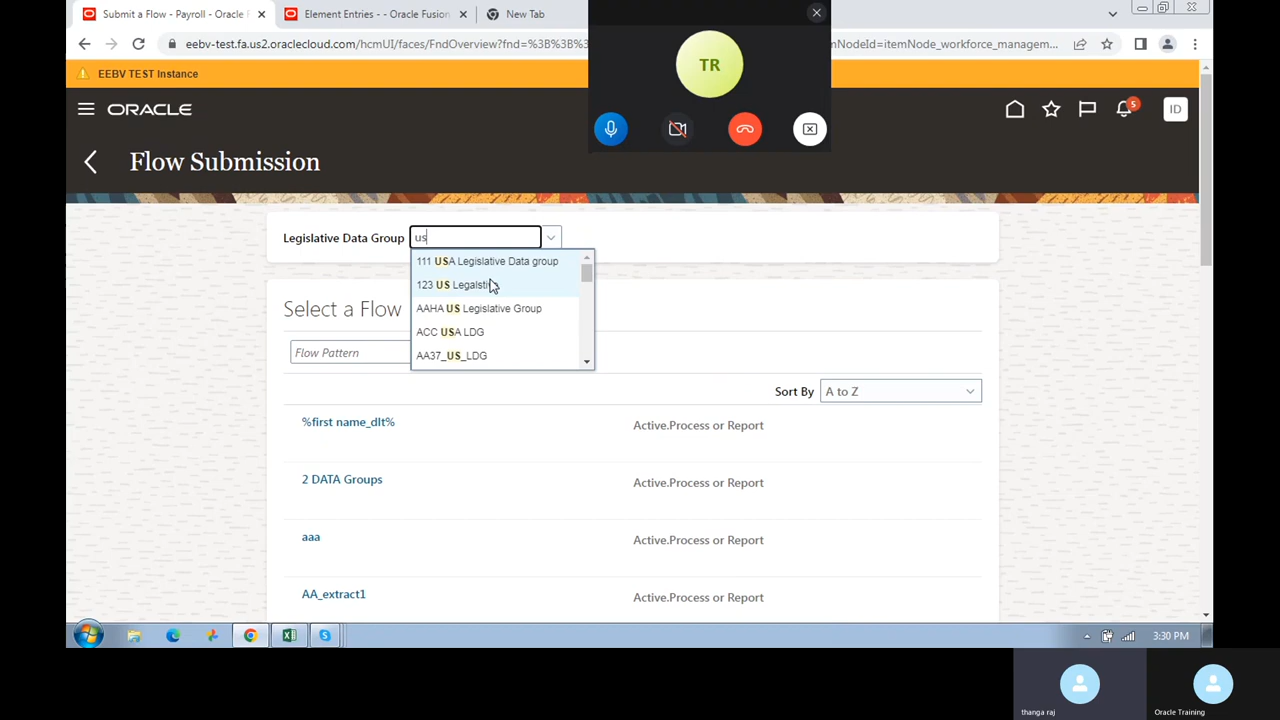 Submit a Flow - Payroll - Oracle F
Element Entries - - Oracle Fusion
New Tab
eebv-test.fa.us2.oraclecloud.com/hcmUI/faces/FndOverview?fnd=%3B%3B%
mNodeId=itemNode_workforce_managem...
TR
EEBV TEST Instance
ORACLE
5
ID
Flow Submission
Legislative Data Group
us
111 USA Legislative Data group
123 US Legalstiv
AAHA US Legislative Group
ACC USA LDG
AA37_US_LDG
Select a Flow
Flow Pattern
Sort By
A to Z
%first name_dlt%
Active.Process or Report
2 DATA Groups
Active.Process or Report
aaa
Active.Process or Report
AA_extract1
Active.Process or Report
3:30 PM
thanga raj
Oracle Training